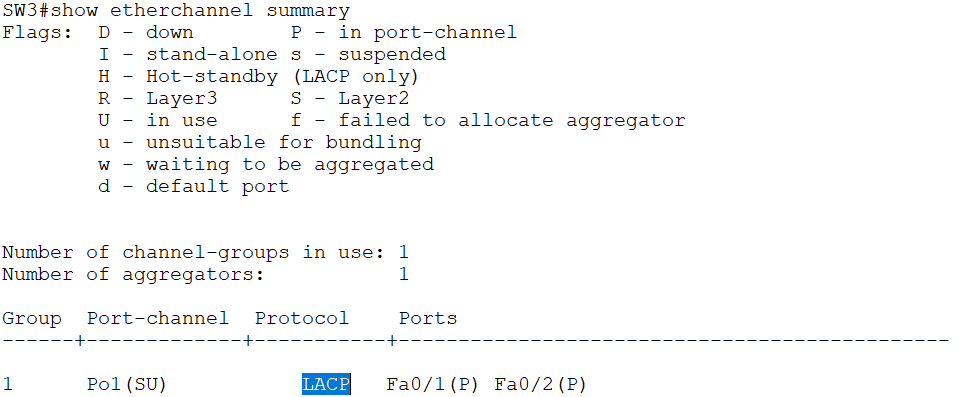 SW3#show etherchannel summary
Flags:  D - down        P - in port-channel
        I - stand-alone s - suspended
        H - Hot-standby (LACP only)
        R - Layer3      S - Layer2
        U - in use      f - failed to allocate aggregator
        u - unsuitable for bundling
        w - waiting to be aggregated
        d - default port
Number of channel-groups in use: 1
Number of aggregators:           1
Group  Port-channel  Protocol    Ports
------+-------------+-----------+----------------------------------------------
1      Po1(SU)           LACP   Fa0/1(P) Fa0/2(P)